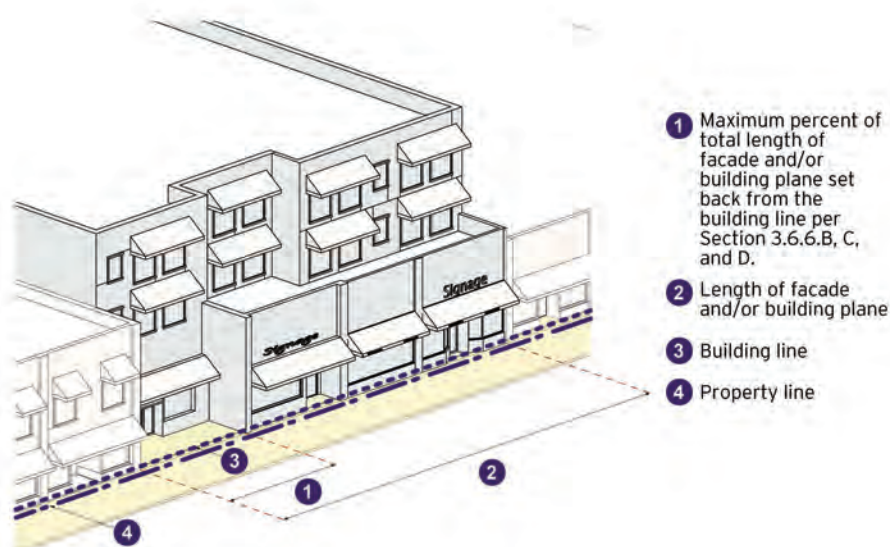 1 Maximum percent of
total length of
facade and/or
building plane set
back from the
building line per
Section 3.6.6.B, C,
and D.
2 Length of facade
and/or building plane
3 Building line
4 Property line
Signage
Signage
3
1
2
4